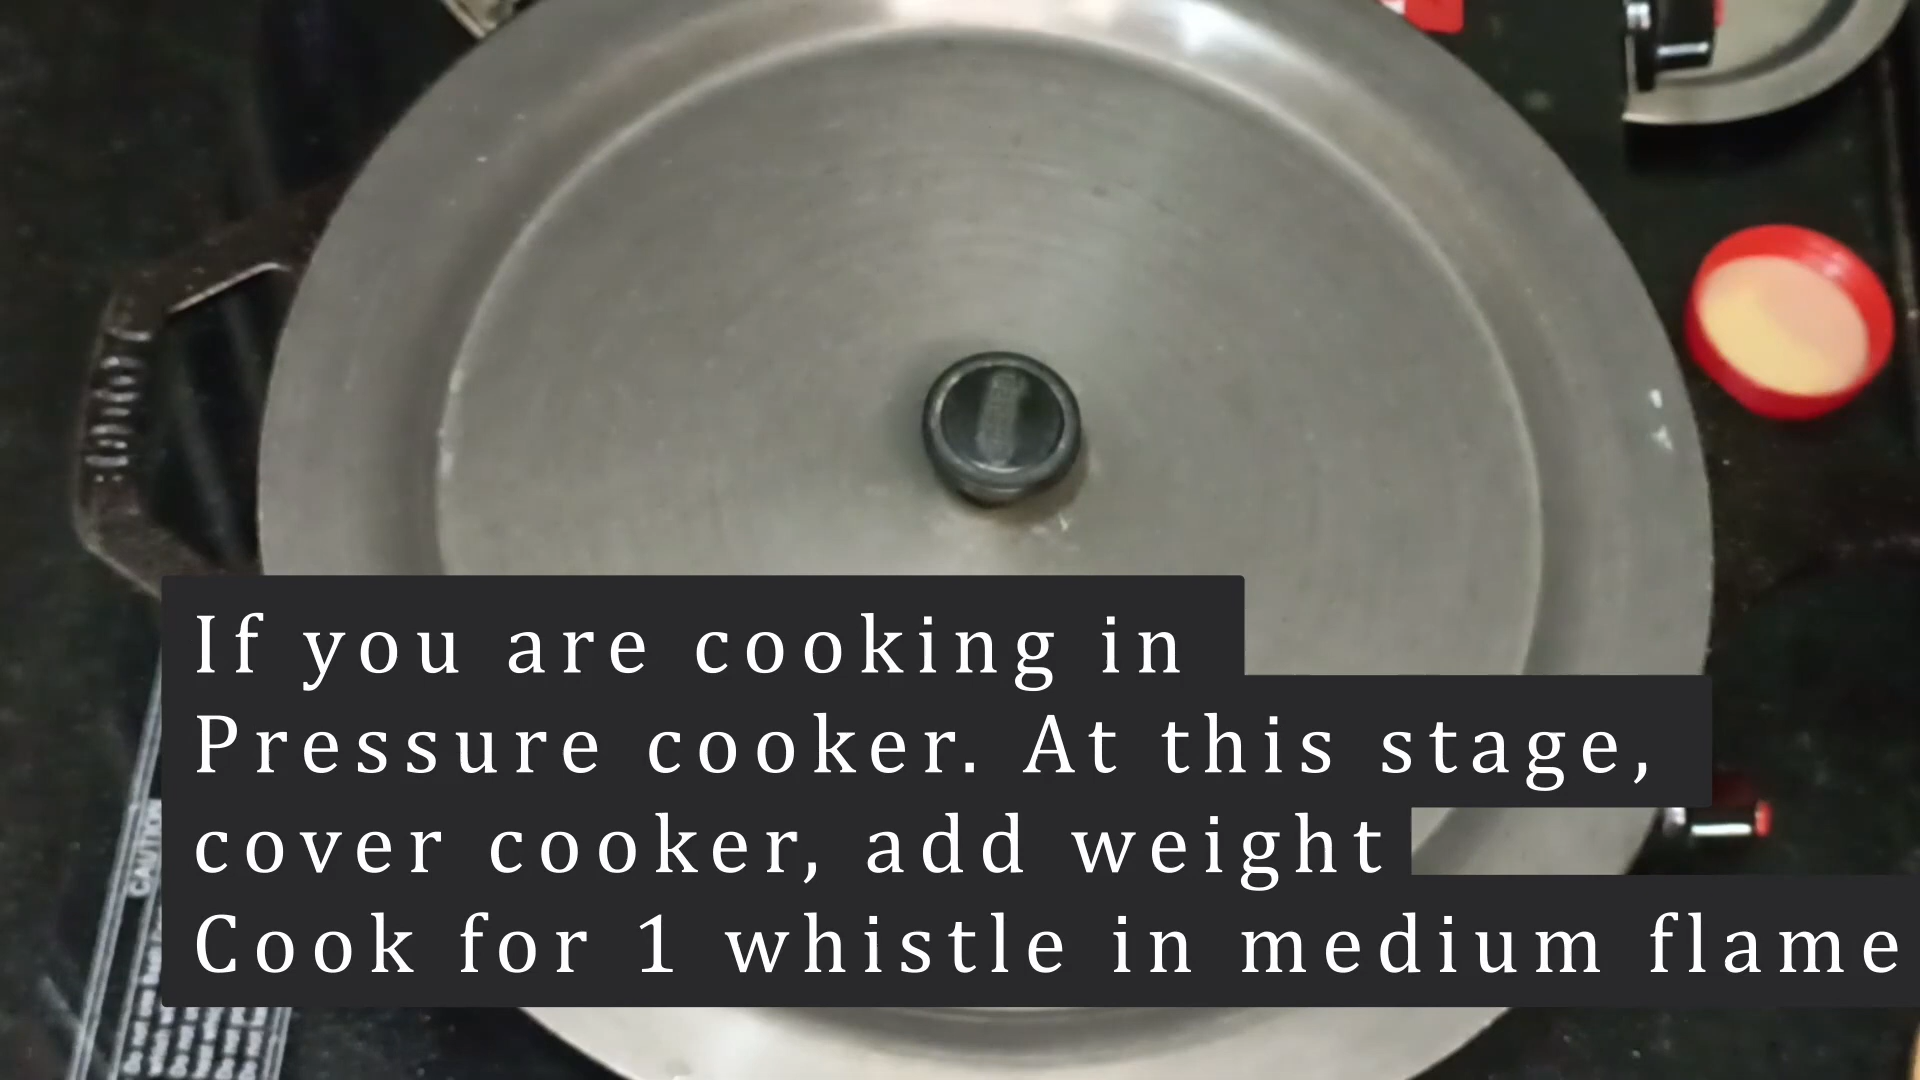 If you are cooking in
Pressure cooker. At this stage,
cover cooker, add weight
Cook for 1 whistle in medium flame
CAUTION